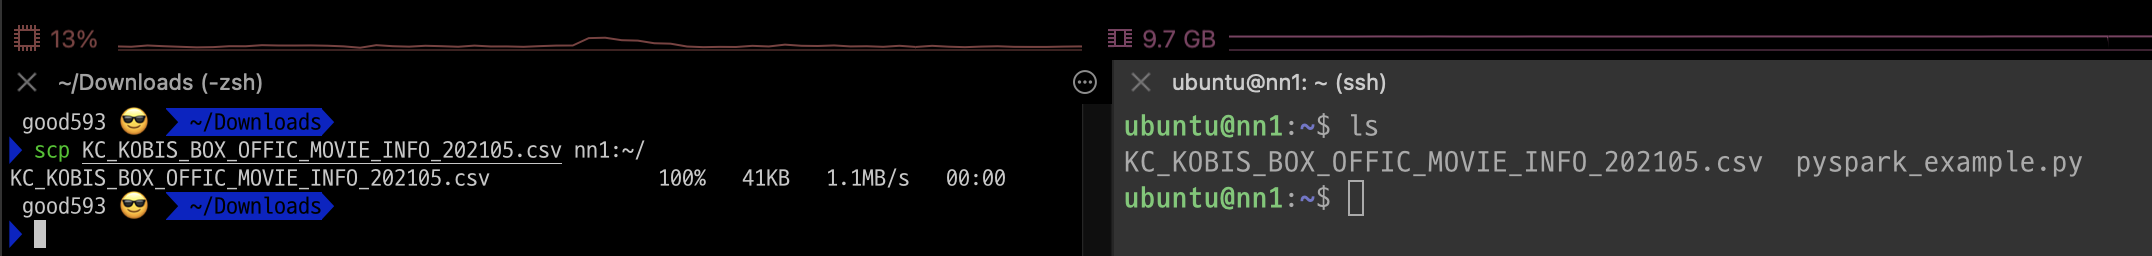 13%
9.7 GB
~/Downloads (-zsh)
good593 😎 ~/Downloads
scp KC_KOBIS_BOX_OFFIC_MOVIE_INFO_202105.csv nn1:~/
KC_KOBIS_BOX_OFFIC_MOVIE_INFO_202105.csv 100% 41KB 1.1MB/s 00:00
good593 😎 ~/Downloads
ubuntu@nn1: ~ (ssh)
ubuntu@nn1:~$ ls
KC_KOBIS_BOX_OFFIC_MOVIE_INFO_202105.csv pyspark_example.py
ubuntu@nn1:~$